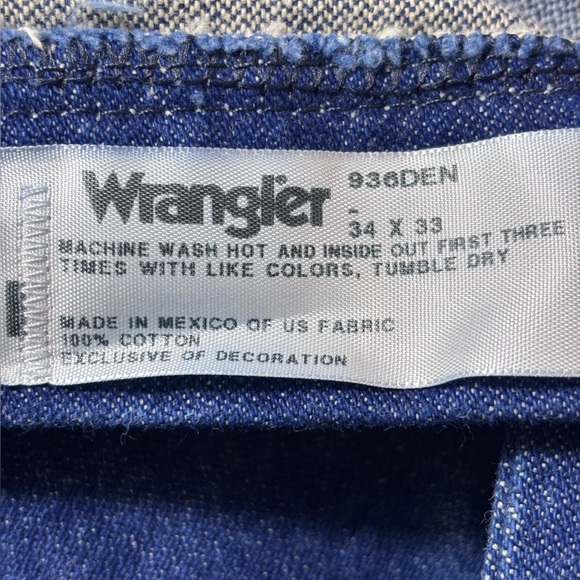 Wrangler 936DEN
-
34 X 33
MACHINE WASH HOT AND INSIDE OUT FIRST THREE
TIMES WITH LIKE COLORS, TUMBLE DRY
MADE IN MEXICO OF US FABRIC
100% COTTON
EXCLUSIVE OF DECORATION